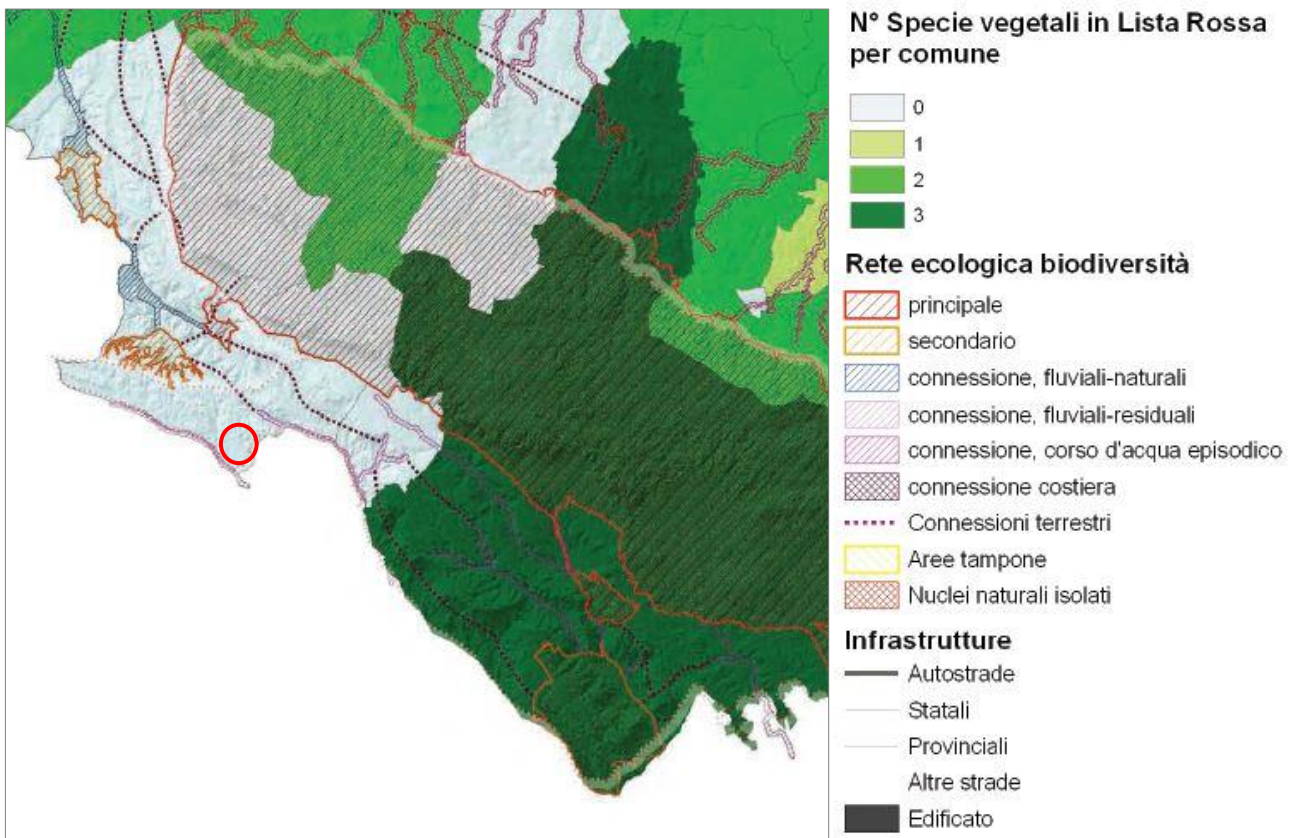 N° Specie vegetali in Lista Rossa
per comune
0
1
2
3
Rete ecologica biodiversità
principale
secondario
connessione, fluviali-naturali
connessione, fluviali-residuali
connessione, corso d'acqua episodico
connessione costiera
Connessioni terrestri
Aree tampone
Nuclei naturali isolati
Infrastrutture
Autostrade
Statali
Provinciali
Altre strade
Edificato